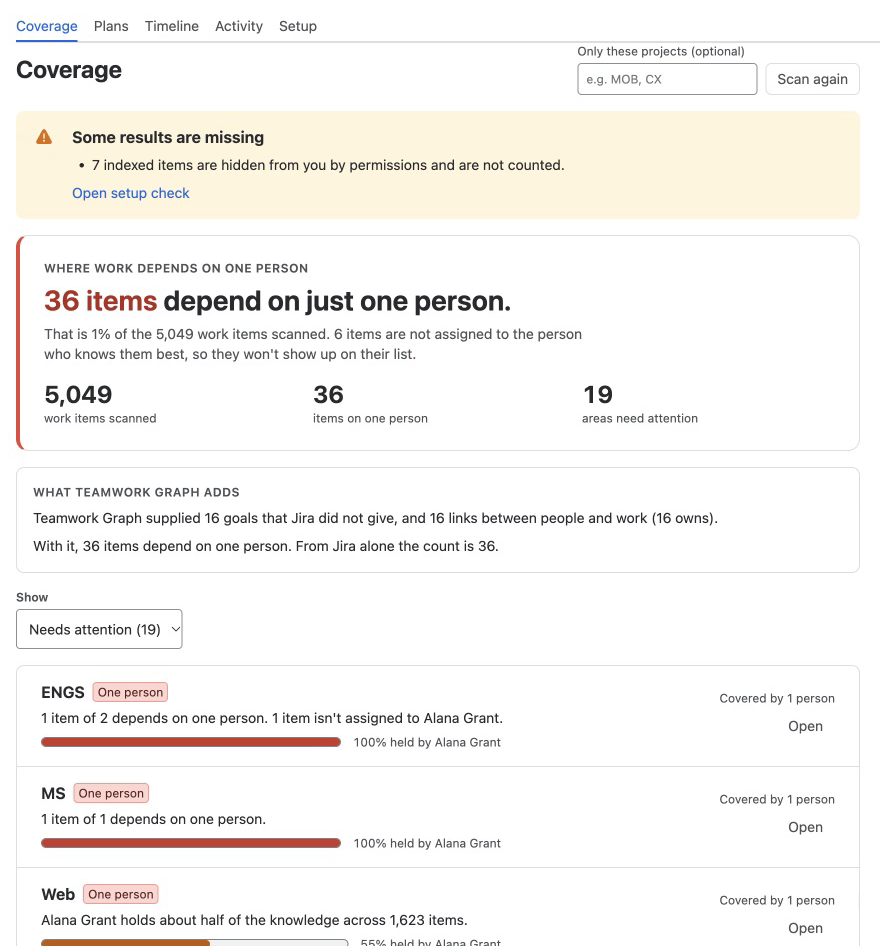 Coverage Plans Timeline Activity Setup
Only these projects (optional)
Coverage
e.g. MOB, CX
Scan again
Some results are missing
• 7 indexed items are hidden from you by permissions and are not counted.
Open setup check
WHERE WORK DEPENDS ON ONE PERSON
36 items depend on just one person.
That is 1% of the 5,049 work items scanned. 6 items are not assigned to the person
who knows them best, so they won't show up on their list.
5,049 36 19
work items scanned items on one person areas need attention
WHAT TEAMWORK GRAPH ADDS
Teamwork Graph supplied 16 goals that Jira did not give, and 16 links between people and work (16 owns).
With it, 36 items depend on one person. From Jira alone the count is 36.
Show
Needs attention (19)
ENGS One person
Covered by 1 person
1 item of 2 depends on one person. 1 item isn't assigned to Alana Grant.
Open
100% held by Alana Grant
MS One person
Covered by 1 person
1 item of 1 depends on one person.
Open
100% held by Alana Grant
Web One person
Covered by 1 person
Alana Grant holds about half of the knowledge across 1,623 items.
Open
55% held by Alana Grant